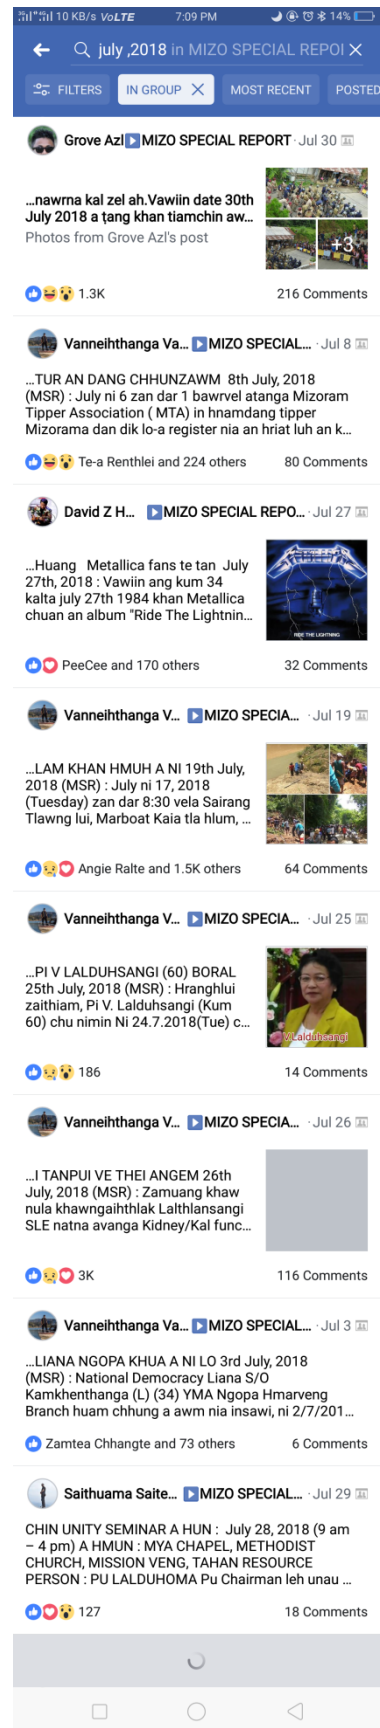 10 KB/s VoLTE 7:09 PM 14%
july ,2018 in MIZO SPECIAL REPOI
FILTERS IN GROUP MOST RECENT POSTED
Grove Azl MIZO SPECIAL REPORT · Jul 30
...nawrna kal zel ah.Vawiin date 30th
July 2018 a ṭang khan tiamchin aw...
Photos from Grove Azl's post
+3
1.3K 216 Comments
Vanneihthanga Va... MIZO SPECIAL... · Jul 8
...TUR AN DANG CHHUNZAWM 8th July, 2018
(MSR) : July ni 6 zan dar 1 bawrvel atanga Mizoram
Tipper Association ( MTA) in hnamdang tipper
Mizorama dan dik lo-a register nia an hriat luh an k...
Te-a Renthlei and 224 others 80 Comments
David Z H... MIZO SPECIAL REPO... · Jul 27
...Huang Metallica fans te tan July
27th, 2018 : Vawiin ang kum 34
kalta july 27th 1984 khan Metallica
chuan an album "Ride The Lightnin...
METALLICA
RIDE THE LIGHTNING
PeeCee and 170 others 32 Comments
Vanneihthanga V... MIZO SPECIA... · Jul 19
...LAM KHAN HMUH A NI 19th July,
2018 (MSR) : July ni 17, 2018
(Tuesday) zan dar 8:30 vela Sairang
Tlawng lui, Marboat Kaia tla hlum, ...
Angie Ralte and 1.5K others 64 Comments
Vanneihthanga V... MIZO SPECIA... · Jul 25
...PI V LALDUHSANGI (60) BORAL
25th July, 2018 (MSR) : Hranghlui
zaithiam, Pi V. Lalduhsangi (Kum
60) chu nimin Ni 24.7.2018(Tue) c...
V.Lalduhsangi
186 14 Comments
Vanneihthanga V... MIZO SPECIA... · Jul 26
...I TANPUI VE THEI ANGEM 26th
July, 2018 (MSR) : Zamuang khaw
nula khawngaihthlak Lalthlansangi
SLE natna avanga Kidney/Kal func...
3K 116 Comments
Vanneihthanga Va... MIZO SPECIAL... · Jul 3
...LIANA NGOPA KHUA A NI LO 3rd July, 2018
(MSR) : National Democracy Liana S/O
Kamkhenthanga (L) (34) YMA Ngopa Hmarveng
Branch huam chhung a awm nia insawi, ni 2/7/201...
Zamtea Chhangte and 73 others 6 Comments
Saithuama Saite... MIZO SPECIAL... · Jul 29
CHIN UNITY SEMINAR A HUN : July 28, 2018 (9 am
– 4 pm) A HMUN : MYA CHAPEL, METHODIST
CHURCH, MISSION VENG, TAHAN RESOURCE
PERSON : PU LALDUHOMA Pu Chairman leh unau ...
127 18 Comments